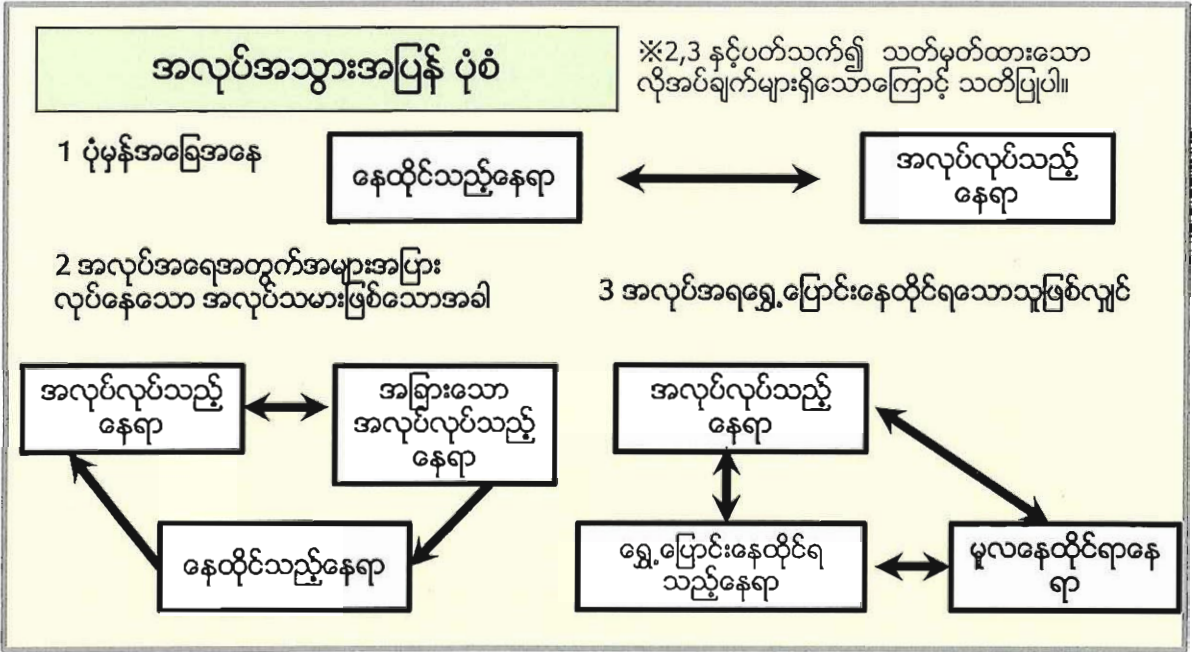 အလုပ်အသွားအပြန် ပုံစံ
※2,3 နှင့်ပတ်သက်၍ သတ်မှတ်ထားသော
လိုအပ်ချက်များရှိသောကြောင့် သတိပြုပါ။
1 ပုံမှန်အခြေအနေ
နေထိုင်သည့်နေရာ
အလုပ်လုပ်သည့်
နေရာ
2 အလုပ်အရေအတွက်အများအပြား
လုပ်နေသော အလုပ်သမားဖြစ်သောအခါ
အလုပ်လုပ်သည့်
နေရာ
အခြားသော
အလုပ်လုပ်သည့်
နေရာ
နေထိုင်သည့်နေရာ
3 အလုပ်အရရွှေ့ပြောင်းနေထိုင်ရသောသူဖြစ်လျှင်
အလုပ်လုပ်သည့်
နေရာ
ရွှေ့ပြောင်းနေထိုင်ရ
သည့်နေရာ
မူလနေထိုင်ရာနေ
ရာ